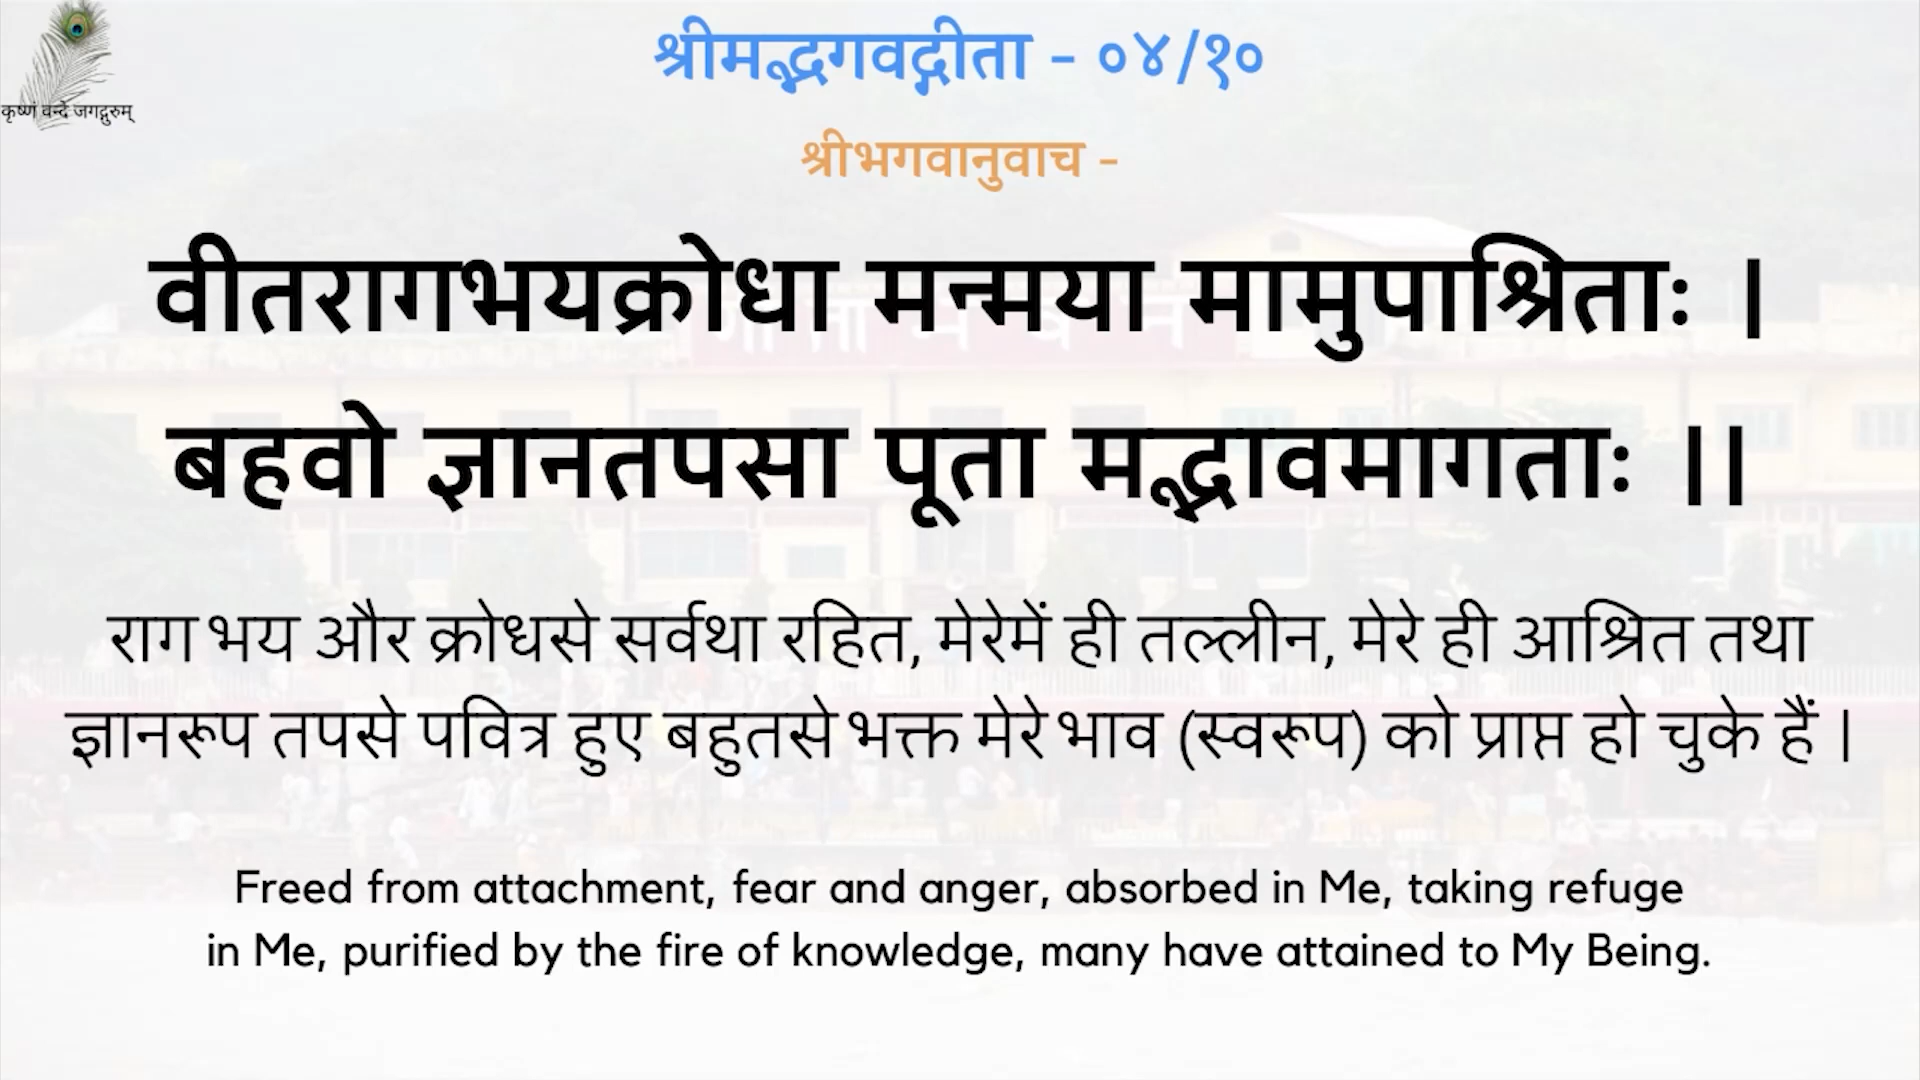 श्रीमद्भगवद्गीता - ०४/१०
कृष्णं वन्दे जगद्गुरुम्
श्रीभगवानुवाच -
वीतरागभयक्रोधा मन्मया मामुपाश्रिताः ।
बहवो ज्ञानतपसा पूता मद्भावमागताः ।।
राग भय और क्रोधसे सर्वथा रहित, मेरेमें ही तल्लीन, मेरे ही आश्रित तथा
ज्ञानरूप तपसे पवित्र हुए बहुतसे भक्त मेरे भाव (स्वरूप) को प्राप्त हो चुके हैं |
Freed from attachment, fear and anger, absorbed in Me, taking refuge
in Me, purified by the fire of knowledge, many have attained to My Being.